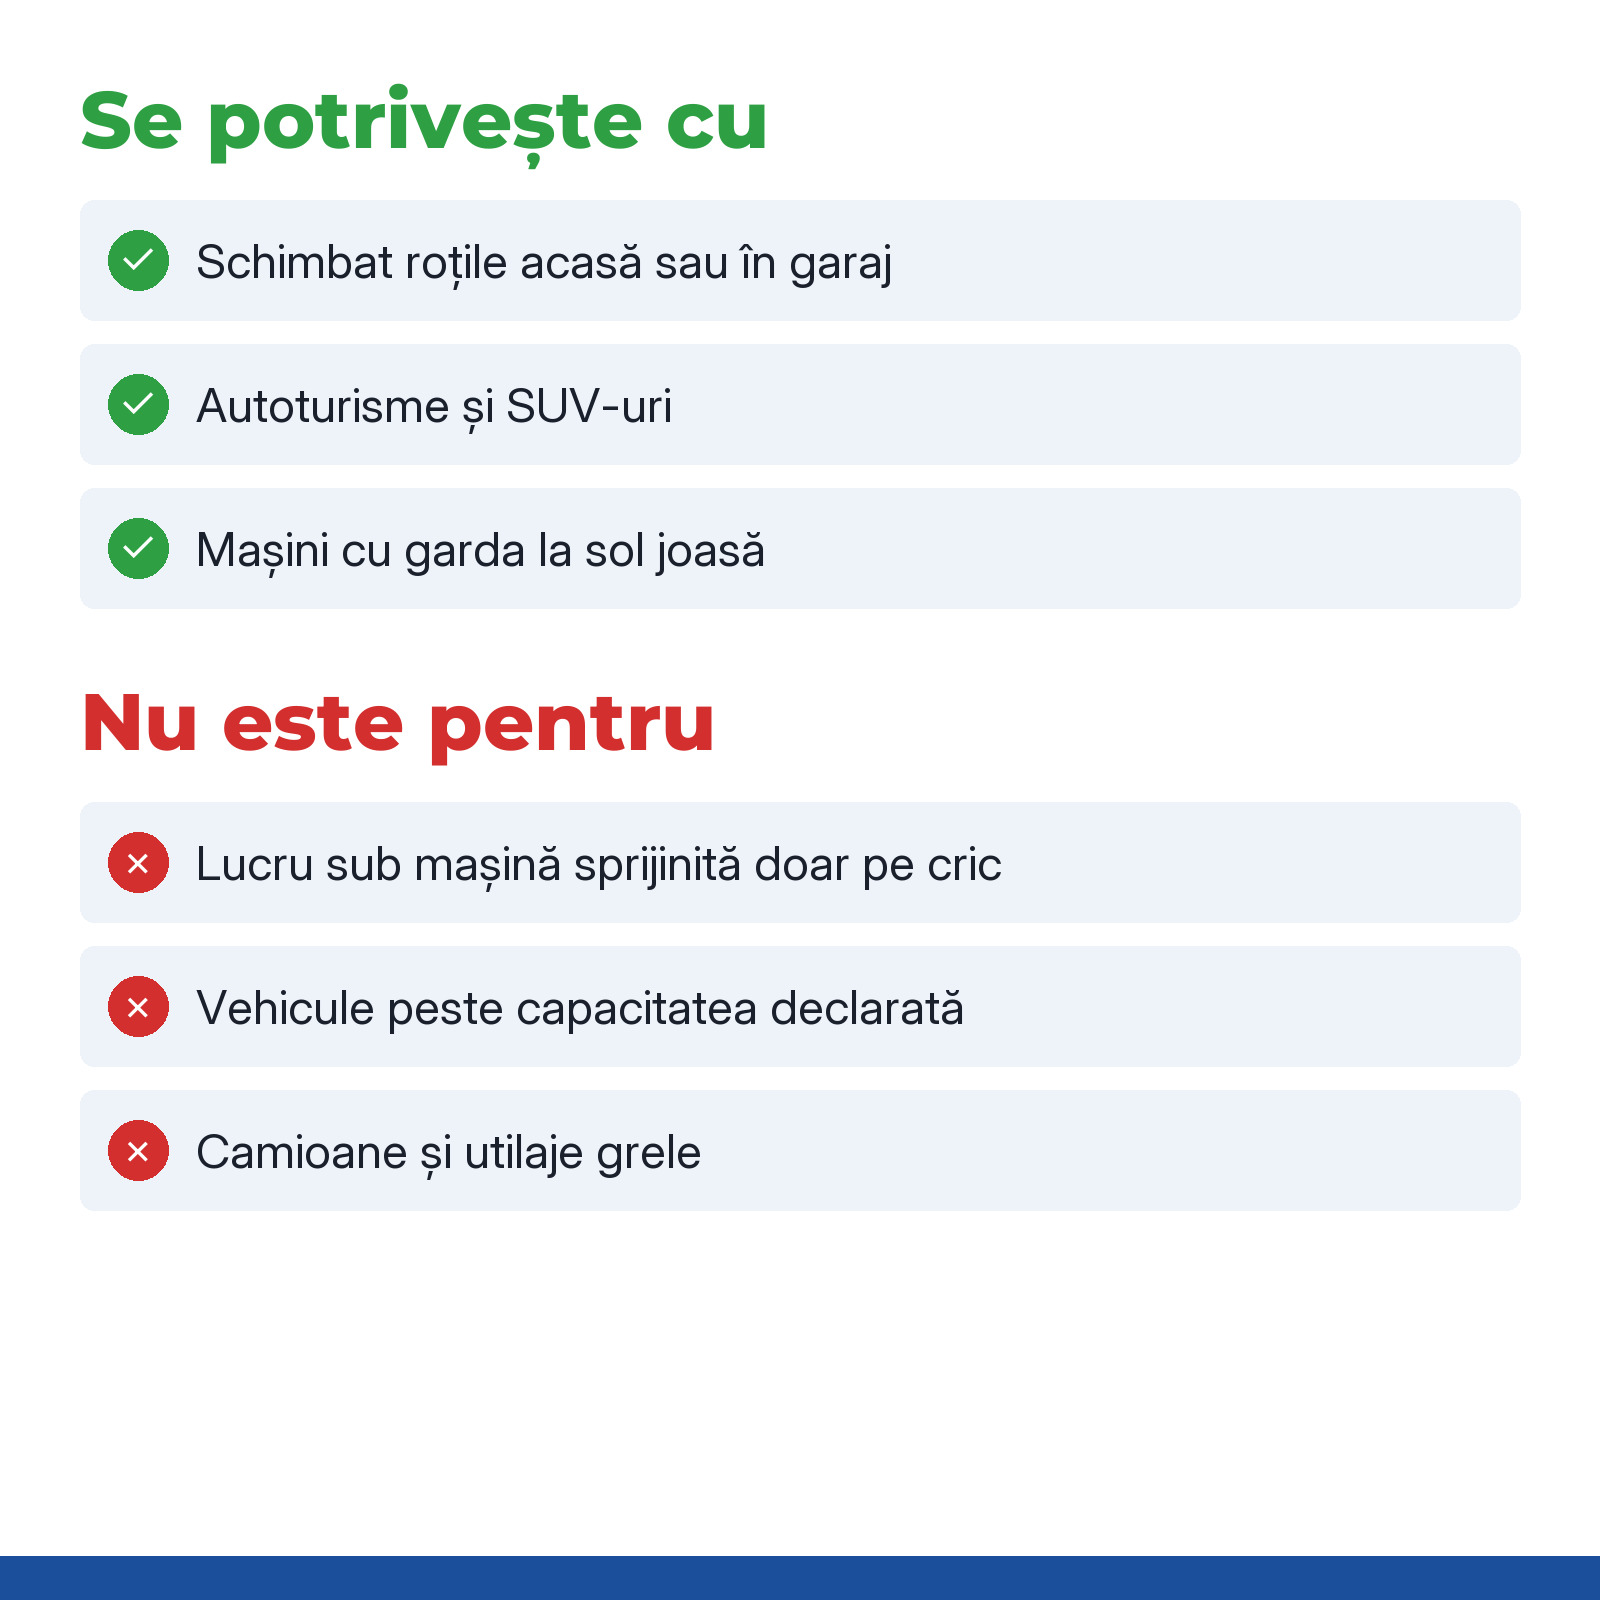 Se potrivește cu
Schimbat roțile acasă sau în garaj
Autoturisme și SUV-uri
Mașini cu garda la sol joasă
Nu este pentru
Lucru sub mașină sprijinită doar pe cric
Vehicule peste capacitatea declarată
Camioane și utilaje grele